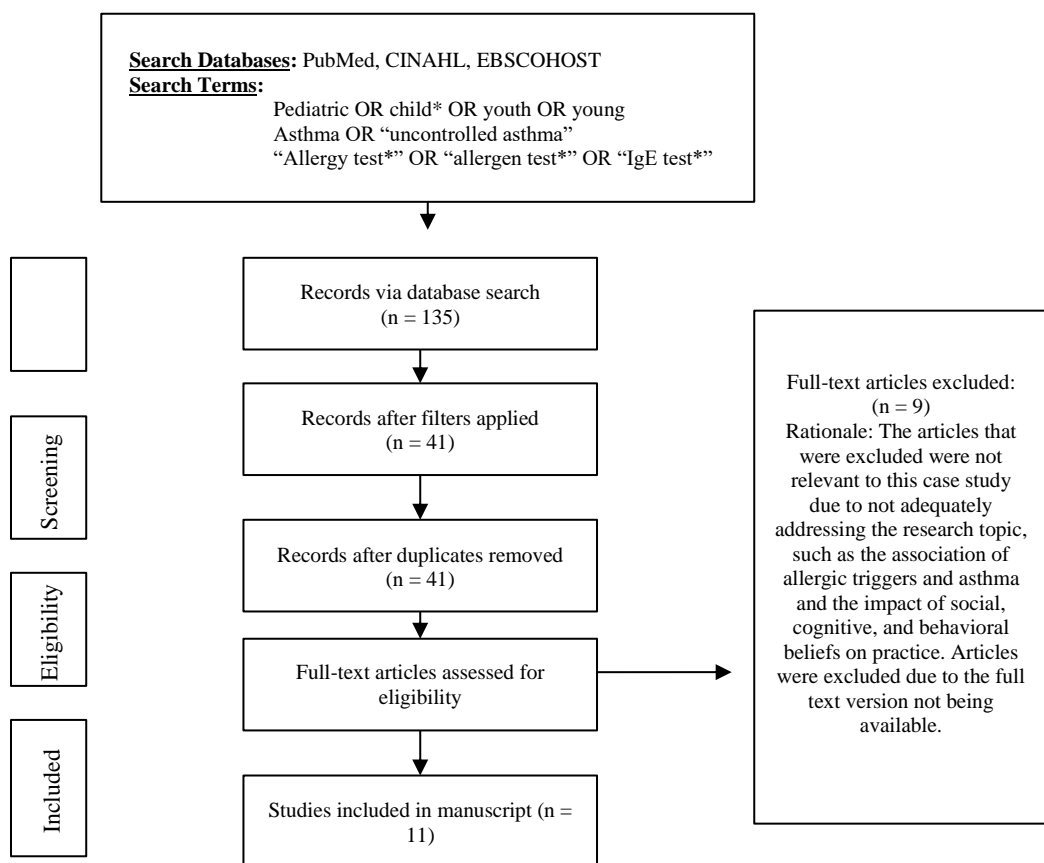 Search Databases: PubMed, CINAHL, EBSCOHOST
Search Terms:
Pediatric OR child* OR youth OR young
Asthma OR “uncontrolled asthma”
“Allergy test*” OR “allergen test*” OR “IgE test*”
Records via database search
(n = 135)
Records after filters applied
(n = 41)
Screening
Records after duplicates removed
(n = 41)
Eligibility
Full-text articles assessed for
eligibility
Full-text articles excluded:
(n = 9)
Rationale: The articles that
were excluded were not
relevant to this case study
due to not adequately
addressing the research topic,
such as the association of
allergic triggers and asthma
and the impact of social,
cognitive, and behavioral
beliefs on practice. Articles
were excluded due to the full
text version not being
available.
Included
Studies included in manuscript (n =
11)